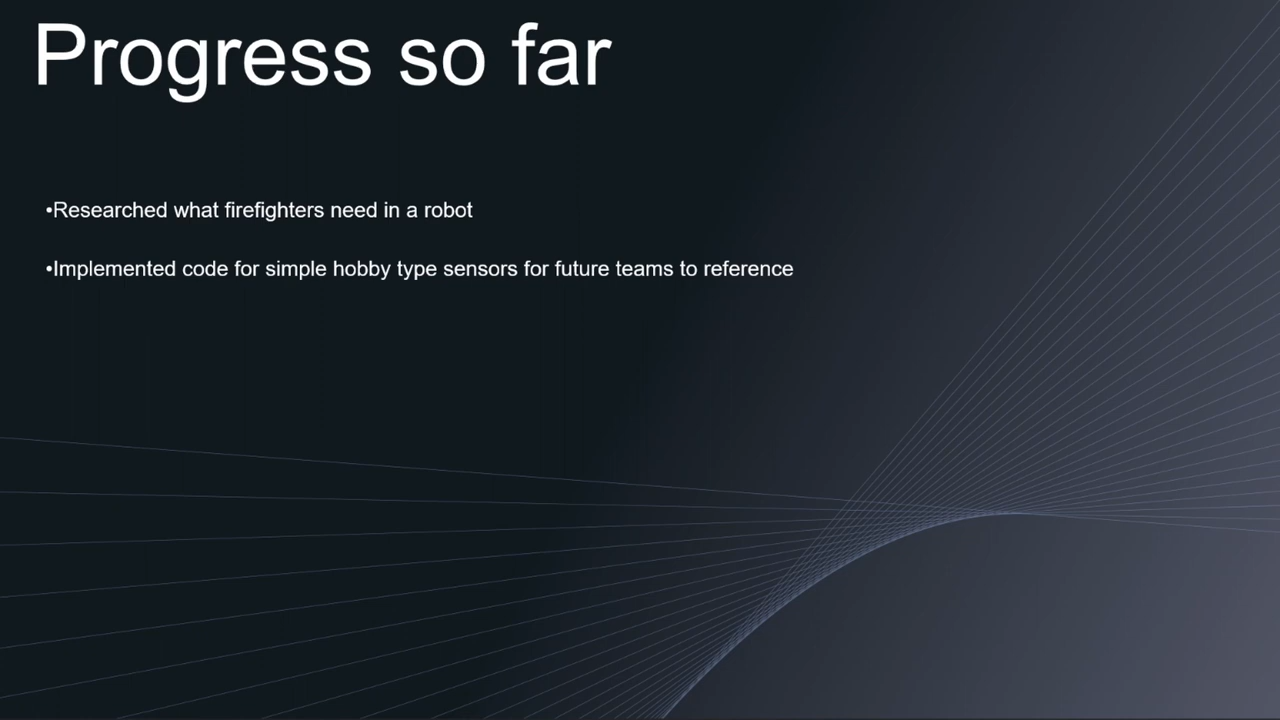 Progress so far
•Researched what firefighters need in a robot
•Implemented code for simple hobby type sensors for future teams to reference